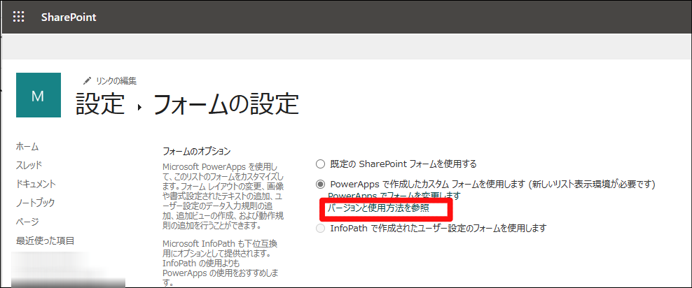 SharePoint
リンクの編集
M
設定 ▸ フォームの設定
ホーム
スレッド
ドキュメント
ノートブック
ページ
最近使った項目
フォームのオプション
Microsoft PowerApps を使用し
て、このリストのフォームをカスタマイズ
します。フォーム レイアウトの変更、画像
や書式設定されたテキストの追加、ユ
ーザー設定のデータ入力規則の追
加、追加ビューの作成、および動作規
則の追加を行うことができます。
Microsoft InfoPath も下位互換
用にオプションとして提供されます。
InfoPath の使用よりも
PowerApps の使用をおすすめしま
す。
既定の SharePoint フォームを使用する
PowerApps で作成したカスタム フォームを使用します (新しいリスト表示環境が必要です)
PowerApps でフォームを変更します
バージョンと使用方法を参照
InfoPath で作成されたユーザー設定のフォームを使用します